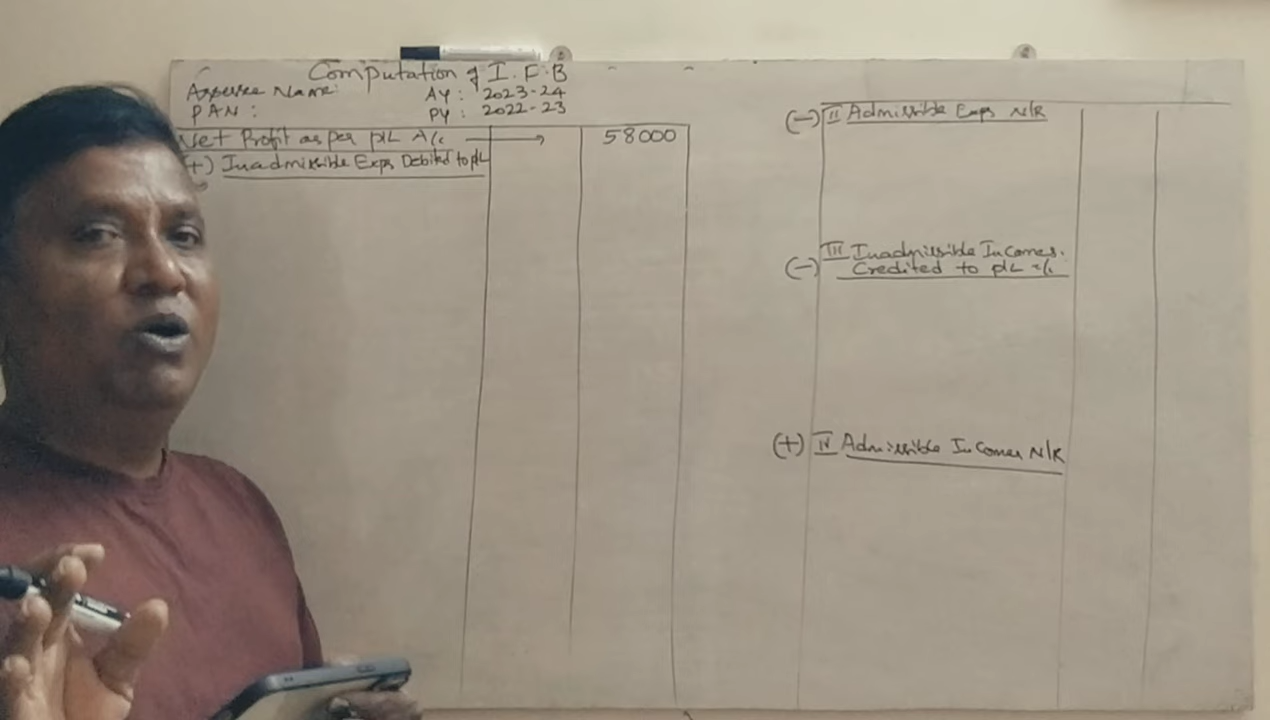 Computation of I.F.B
Assessee Name: AY: 2023-24
PAN: PY: 2022-23
Net Profit as per P/L A/c → 58000
(+) Inadmissible Exps Debited to P/L
(-) II Admissible Exps N/R
(-) III Inadmissible Incomes.
Credited to P/L A/c
(+) IV Admissible Incomes N/R